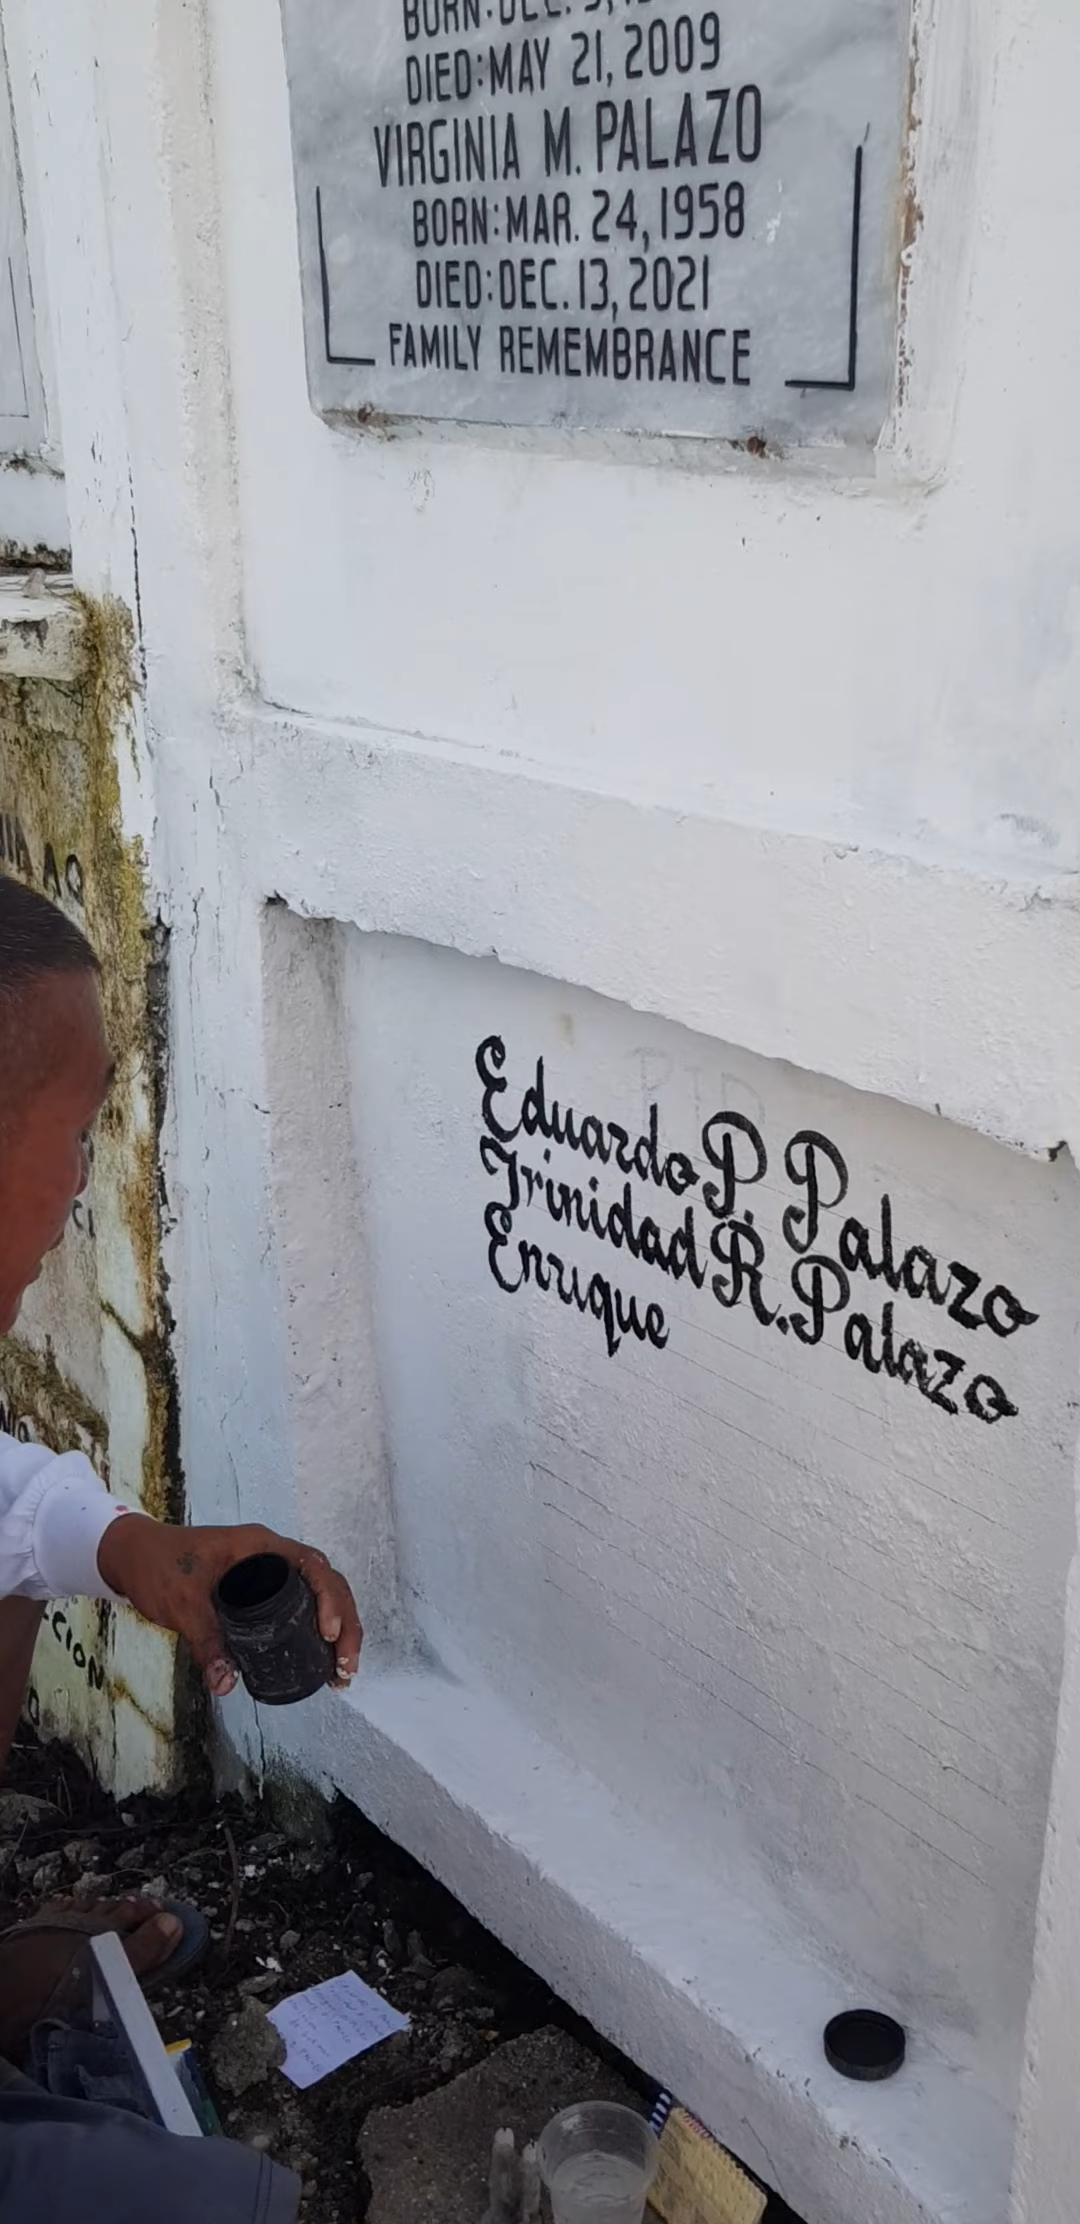 DIED:MAY 21, 2009
VIRGINIA M. PALAZO
BORN:MAR. 24, 1958
DIED:DEC. 13, 2021
FAMILY REMEMBRANCE
Eduardo P. Palazo
Trinidad R. Palazo
Enrique